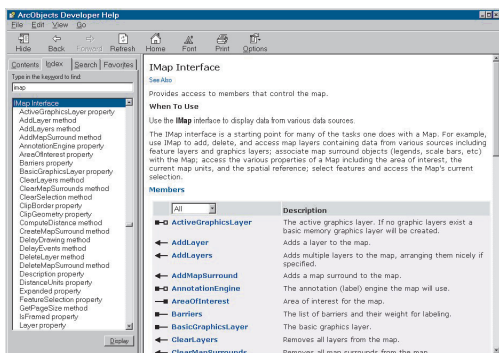 ArcObjects Developer Help
File Edit View Go
Hide Back Forward Refresh Home Font Print Options
Contents Index Search Favorites
Type in the keyword to find:
imap
IMap Interface
ActiveGraphicsLayer property
AddLayer method
AddLayers method
AddMapSurround method
AnnotationEngine property
AreaOfInterest property
Barriers property
BasicGraphicsLayer property
ClearLayers method
ClearMapSurrounds method
ClearSelection method
ClipBorder property
ClipGeometry property
ComputeDistance method
CreateMapSurround method
DelayDrawing method
DelayEvents method
DeleteLayer method
DeleteMapSurround method
Description property
DistanceUnits property
Expanded property
FeatureSelection property
GetPageSize method
IsFramed property
Layer property
Display
IMap Interface
See Also
Provides access to members that control the map.
When To Use
Use the IMap interface to display data from various data sources.
The IMap interface is a starting point for many of the tasks one does with a Map. For example,
use IMap to add, delete, and access map layers containing data from various sources including
feature layers and graphics layers; associate map surround objects (legends, scale bars, etc)
with the Map; access the various properties of a Map including the area of interest, the
current map units, and the spatial reference; select features and access the Map's current
selection.
Members
All Description
ActiveGraphicsLayer The active graphics layer. If no graphic layers exist a
basic memory graphics layer will be created.
AddLayer Adds a layer to the map.
AddLayers Adds multiple layers to the map, arranging them nicely if
specified.
AddMapSurround Adds a map surround to the map.
AnnotationEngine The annotation (label) engine the map will use.
AreaOfInterest Area of interest for the map.
Barriers The list of barriers and their weight for labeling.
BasicGraphicsLayer The basic graphics layer.
ClearLayers Removes all layers from the map.
ClearMapSurrounds Removes all map surrounds from the map.